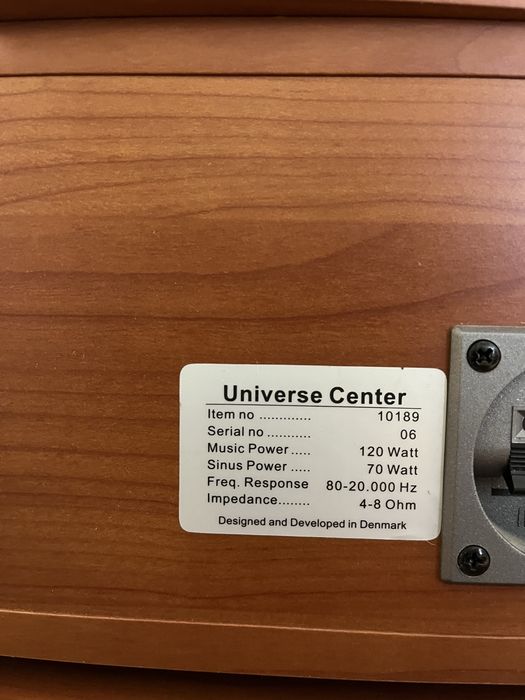 Universe Center
Item no ............. 10189
Serial no ........... 06
Music Power..... 120 Watt
Sinus Power ..... 70 Watt
Freq. Response 80-20.000 Hz
Impedance........ 4-8 Ohm
Designed and Developed in Denmark